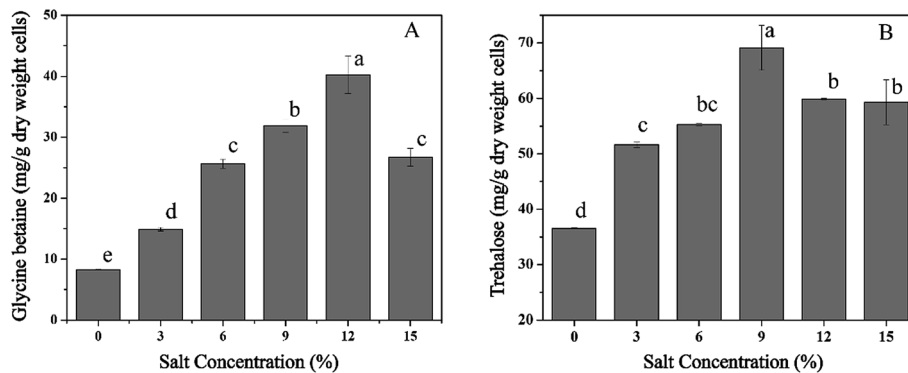 A
Glycine betaine (mg/g dry weight cells)
50
40
30
20
10
0
e
d
c
b
a
c
0 3 6 9 12 15
Salt Concentration (%)
B
Trehalose (mg/g dry weight cells)
70
60
50
40
30
20
d
c
bc
a
b
b
0 3 6 9 12 15
Salt Concentration (%)